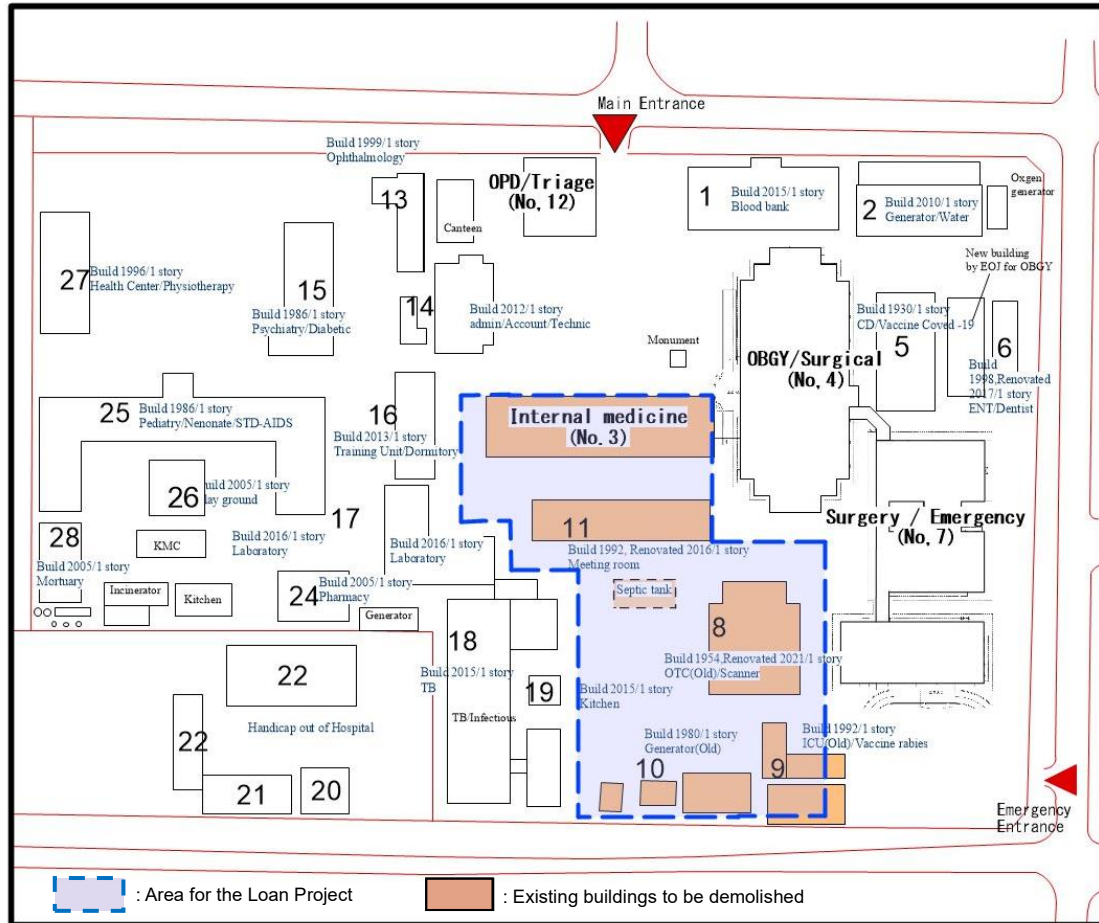 Main Entrance
Build 1999/1 story
Ophthalmology
13
Canteen
OPD/Triage
(No, 12)
1
Build 2015/1 story
Blood bank
2
Build 2010/1 story
Generator/Water
Oxgen
generator
27
Build 1996/1 story
Health Center/Physiotherapy
15
Build 1986/1 story
Psychiatry/Diabetic
14
Build 2012/1 story
admin/Account/Technic
Monument
OBGY/Surgical
(No, 4)
New building
by EOJ for OBGY
Build 1930/1 story
CD/Vaccine Coved -19
5
6
Build
1998,Renovated
2017/1 story
ENT/Dentist
25
Build 1986/1 story
Pediatry/Nenonate/STD-AIDS
16
Build 2013/1 story
Training Unit/Dormitory
Internal medicine
(No. 3)
26
uild 2005/1 story
lay ground
17
Build 2016/1 story
Laboratory
Build 2016/1 story
Laboratory
11
Build 1992, Renovated 2016/1 story
Meeting room
Surgery / Emergency
(No, 7)
28
Build 2005/1 story
Mortuary
KMC
Incinerator
Kitchen
24
Build 2005/1 story
Pharmacy
Generator
Septic tank
8
Build 1954,Renovated 2021/1 story
OTC(Old)/Scanner
18
Build 2015/1 story
TB
TB/Infectious
19
Build 2015/1 story
Kitchen
22
Handicap out of Hospital
22
21
20
Build 1980/1 story
Generator(Old)
10
Build 1992/1 story
ICU(Old)/Vaccine rabies
9
Emergency
Entrance
: Area for the Loan Project
: Existing buildings to be demolished